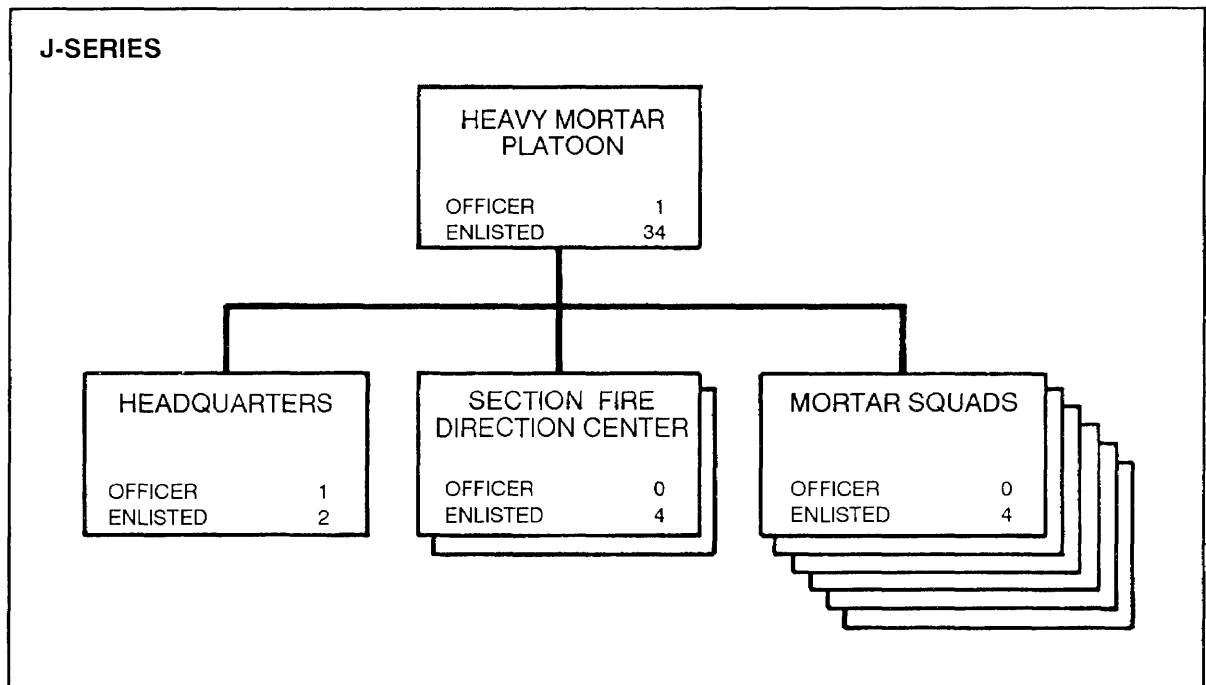 J-SERIES
HEAVY MORTAR
PLATOON
OFFICER 1
ENLISTED 34
HEADQUARTERS
OFFICER 1
ENLISTED 2
SECTION FIRE
DIRECTION CENTER
OFFICER 0
ENLISTED 4
MORTAR SQUADS
OFFICER 0
ENLISTED 4